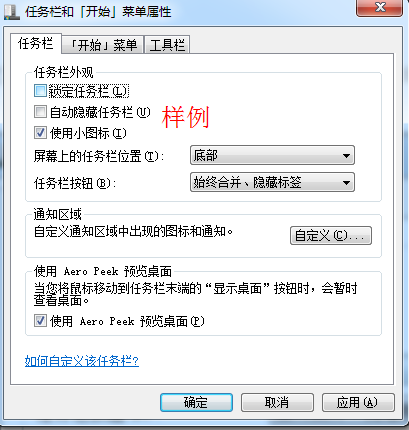 任务栏和「开始」菜单属性
任务栏 「开始」菜单 工具栏
任务栏外观
锁定任务栏(L)
自动隐藏任务栏(U)
样例
使用小图标(I)
屏幕上的任务栏位置(T): 底部
任务栏按钮(B): 始终合并、隐藏标签
通知区域
自定义通知区域中出现的图标和通知。 自定义(C)...
使用 Aero Peek 预览桌面
当您将鼠标移动到任务栏末端的“显示桌面”按钮时，会暂时
查看桌面。
使用 Aero Peek 预览桌面(P)
如何自定义该任务栏?
确定 取消 应用(A)